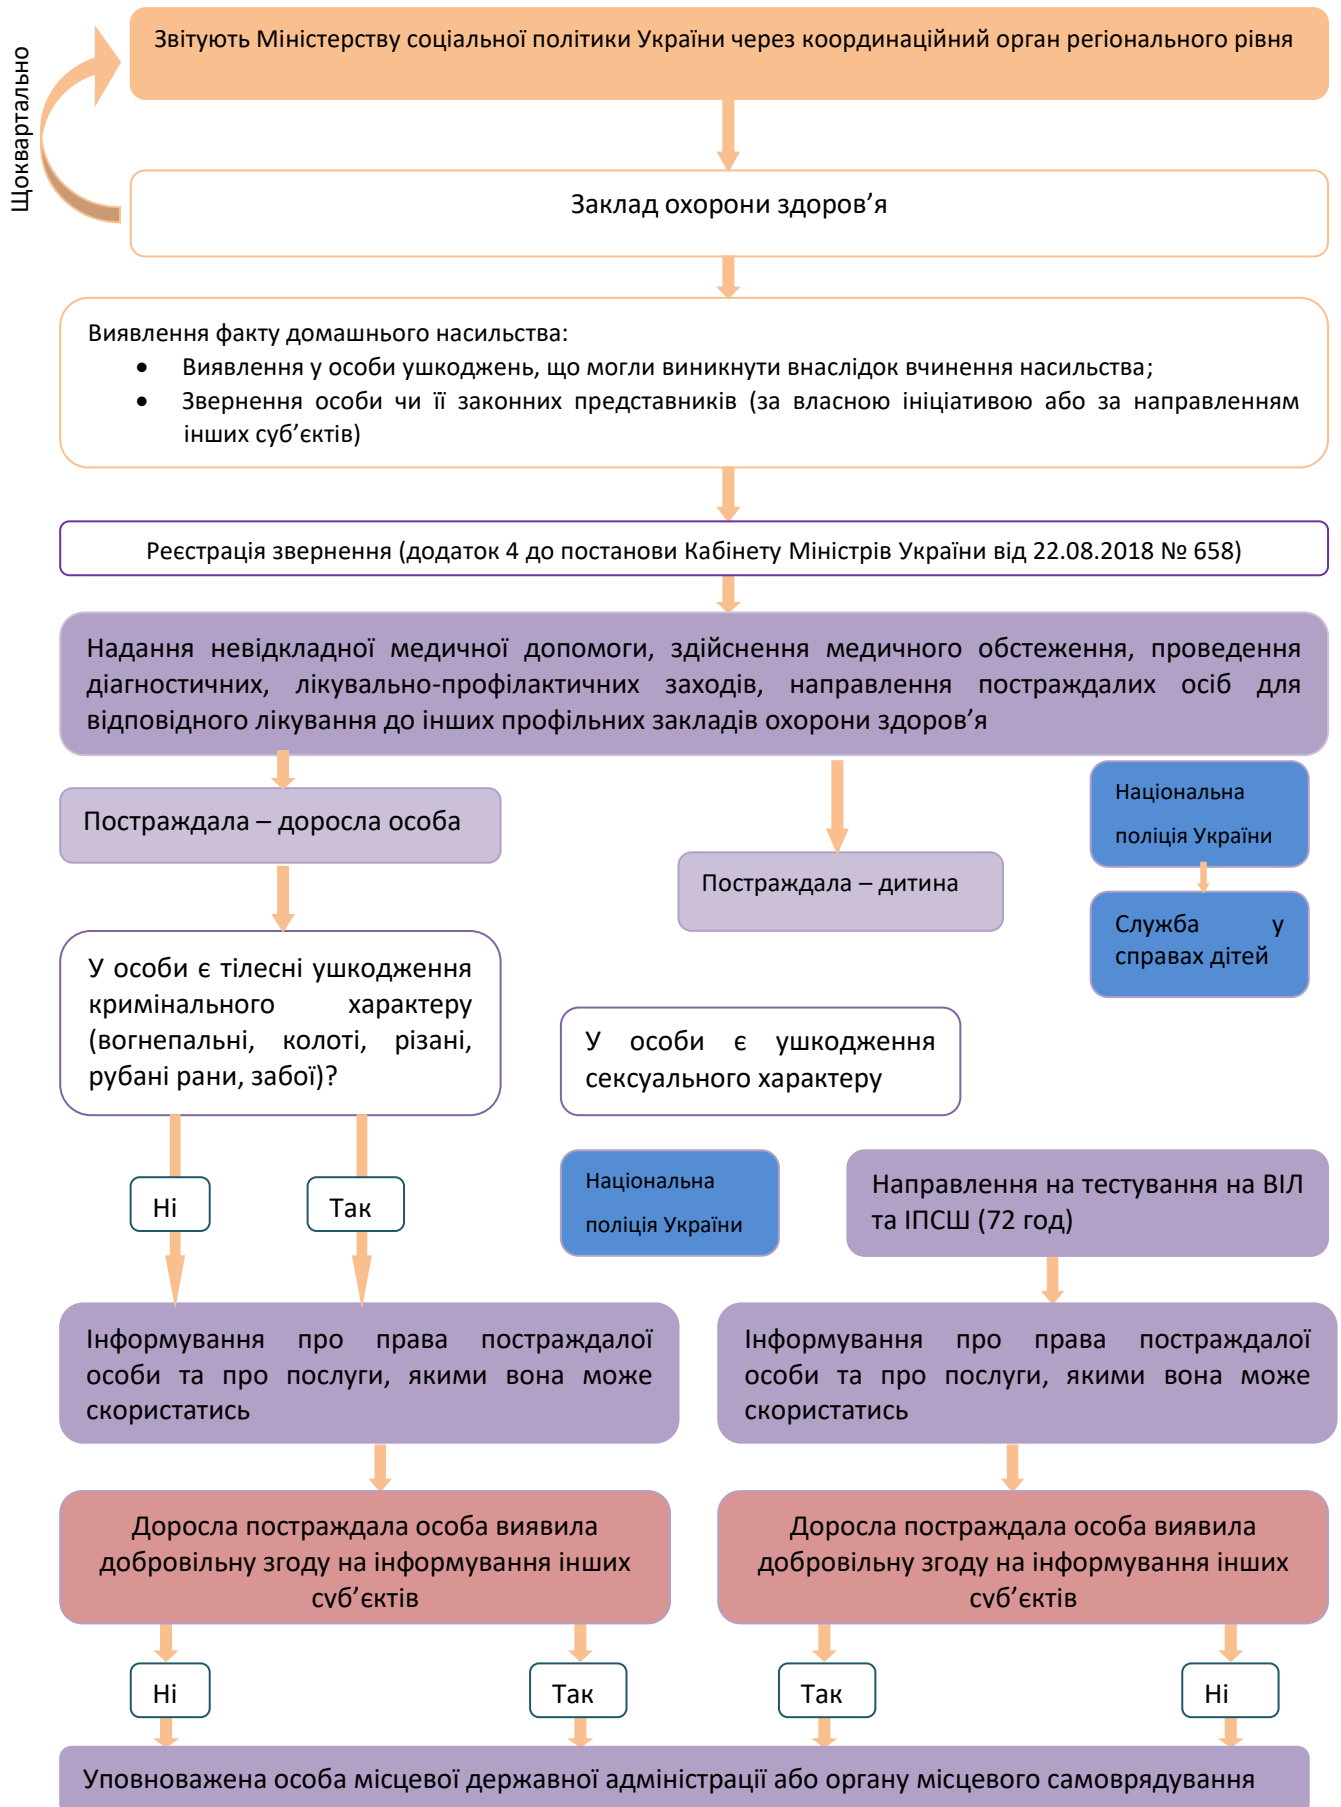 Звітують Міністерству соціальної політики України через координаційний орган регіонального рівня
Щоквартально
Заклад охорони здоров’я
Виявлення факту домашнього насильства:
• Виявлення у особи ушкоджень, що могли виникнути внаслідок вчинення насильства;
• Звернення особи чи її законних представників (за власною ініціативою або за направленням
інших суб’єктів)
Реєстрація звернення (додаток 4 до постанови Кабінету Міністрів України від 22.08.2018 № 658)
Надання невідкладної медичної допомоги, здійснення медичного обстеження, проведення
діагностичних, лікувально-профілактичних заходів, направлення постраждалих осіб для
відповідного лікування до інших профільних закладів охорони здоров’я
Постраждала – доросла особа
Постраждала – дитина
Національна
поліція України
Служба у
справах дітей
У особи є тілесні ушкодження
кримінального характеру
(вогнепальні, колоті, різані,
рубані рани, забої)?
У особи є ушкодження
сексуального характеру
Ні
Так
Національна
поліція України
Направлення на тестування на ВІЛ
та ІПСШ (72 год)
Інформування про права постраждалої
особи та про послуги, якими вона може
скористатись
Інформування про права постраждалої
особи та про послуги, якими вона може
скористатись
Доросла постраждала особа виявила
добровільну згоду на інформування інших
суб’єктів
Доросла постраждала особа виявила
добровільну згоду на інформування інших
суб’єктів
Ні
Так
Так
Ні
Уповноважена особа місцевої державної адміністрації або органу місцевого самоврядування